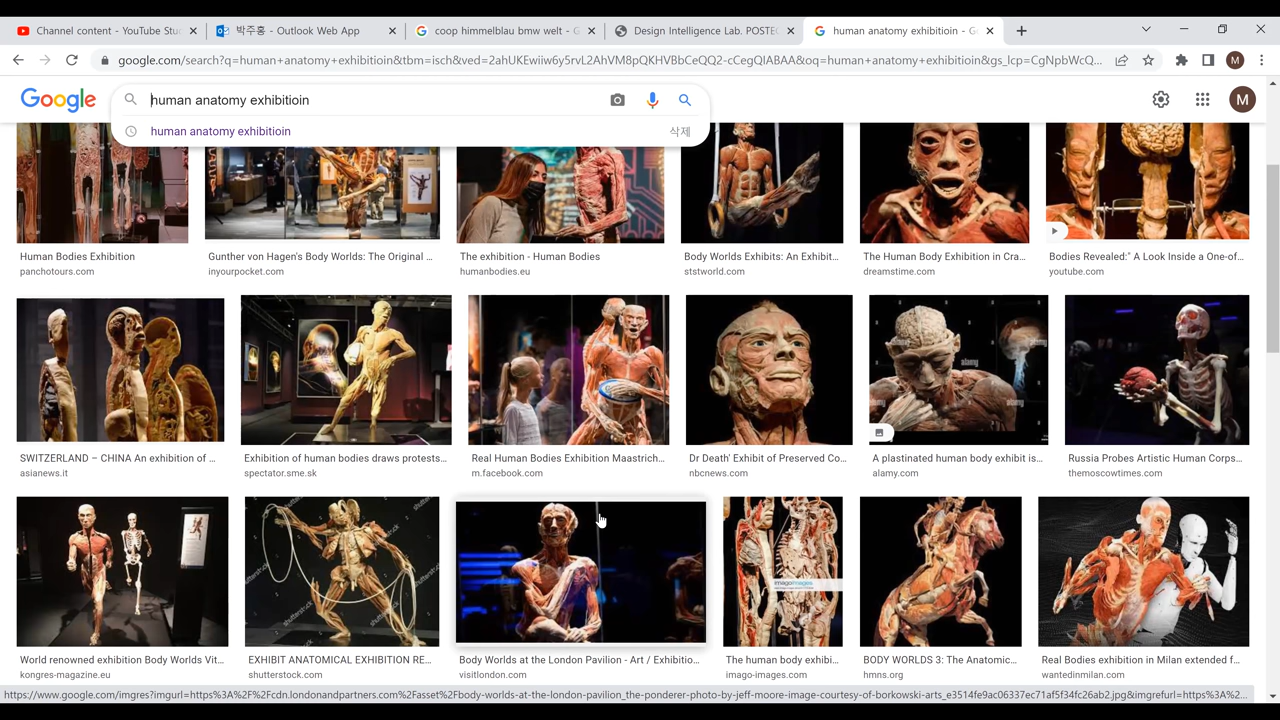 Channel content - YouTube Stu
박주홍 - Outlook Web App
coop himmelblau bmw welt - G
Design Intelligence Lab. POSTEC
human anatomy exhibitioin - Go
google.com/search?q=human+anatomy+exhibitioin&tbm=isch&ved=2ahUKEwiiw6y5rvL2AhVM8pQKHVBbCeQQ2-cCegQIABAA&oq=human+anatomy+exhibitioin&gs_lcp=CgNpbWcQ...
M
Google
human anatomy exhibitioin
M
human anatomy exhibitioin
삭제
Human Bodies Exhibition
panchotours.com
Gunther von Hagen's Body Worlds: The Original ...
inyourpocket.com
The exhibition - Human Bodies
humanbodies.eu
Body Worlds Exhibits: An Exhibit...
ststworld.com
The Human Body Exhibition in Cra...
dreamstime.com
Bodies Revealed:" A Look Inside a One-of...
youtube.com
alamy
alamy
alamy
SWITZERLAND – CHINA An exhibition of ...
asianews.it
Exhibition of human bodies draws protests...
spectator.sme.sk
Real Human Bodies Exhibition Maastrich...
m.facebook.com
Dr Death' Exhibit of Preserved Co...
nbcnews.com
A plastinated human body exhibit is...
alamy.com
Russia Probes Artistic Human Corps...
themoscowtimes.com
shutterstock
shutterstock
imagoimages
World renowned exhibition Body Worlds Vit...
kongres-magazine.eu
EXHIBIT ANATOMICAL EXHIBITION RE...
shutterstock.com
Body Worlds at the London Pavilion - Art / Exhibitio...
visitlondon.com
The human body exhibi...
imago-images.com
BODY WORLDS 3: The Anatomic...
hmns.org
Real Bodies exhibition in Milan extended f...
wantedinmilan.com
https://www.google.com/imgres?imgurl=https%3A%2F%2Fcdn.londonandpartners.com%2Fasset%2Fbody-worlds-at-the-london-pavilion_the-ponderer-photo-by-jeff-moore-image-courtesy-of-borkowski-arts_e3514fe9ac06337ec71af5f34fc26ab2.jpg&imgrefurl=https%3A%2...